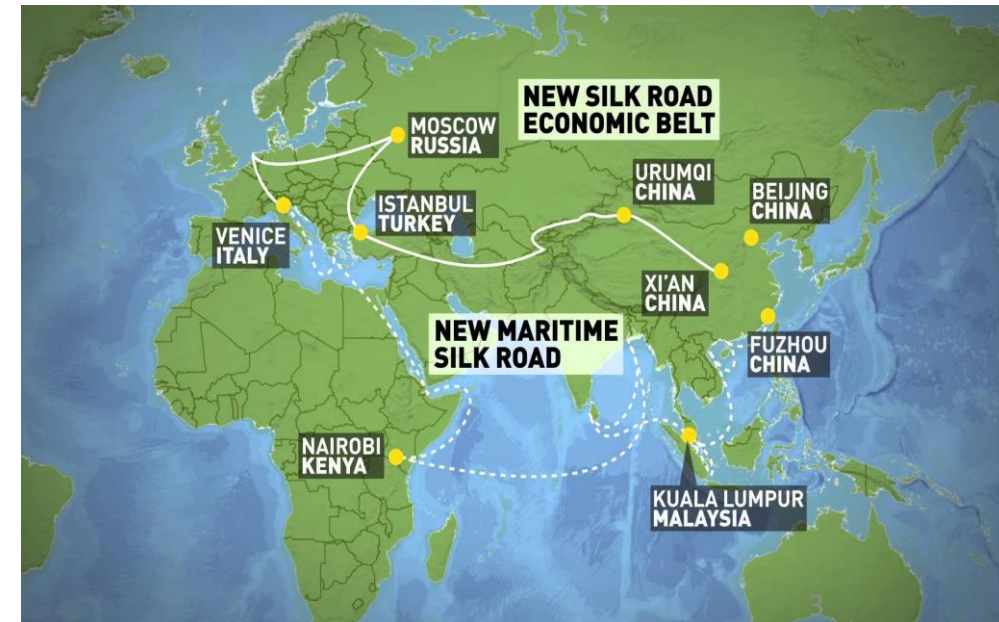 NEW SILK ROAD
ECONOMIC BELT
MOSCOW
RUSSIA
URUMQI
CHINA
BEIJING
CHINA
ISTANBUL
TURKEY
VENICE
ITALY
XI'AN
CHINA
NEW MARITIME
SILK ROAD
FUZHOU
CHINA
NAIROBI
KENYA
KUALA LUMPUR
MALAYSIA
3